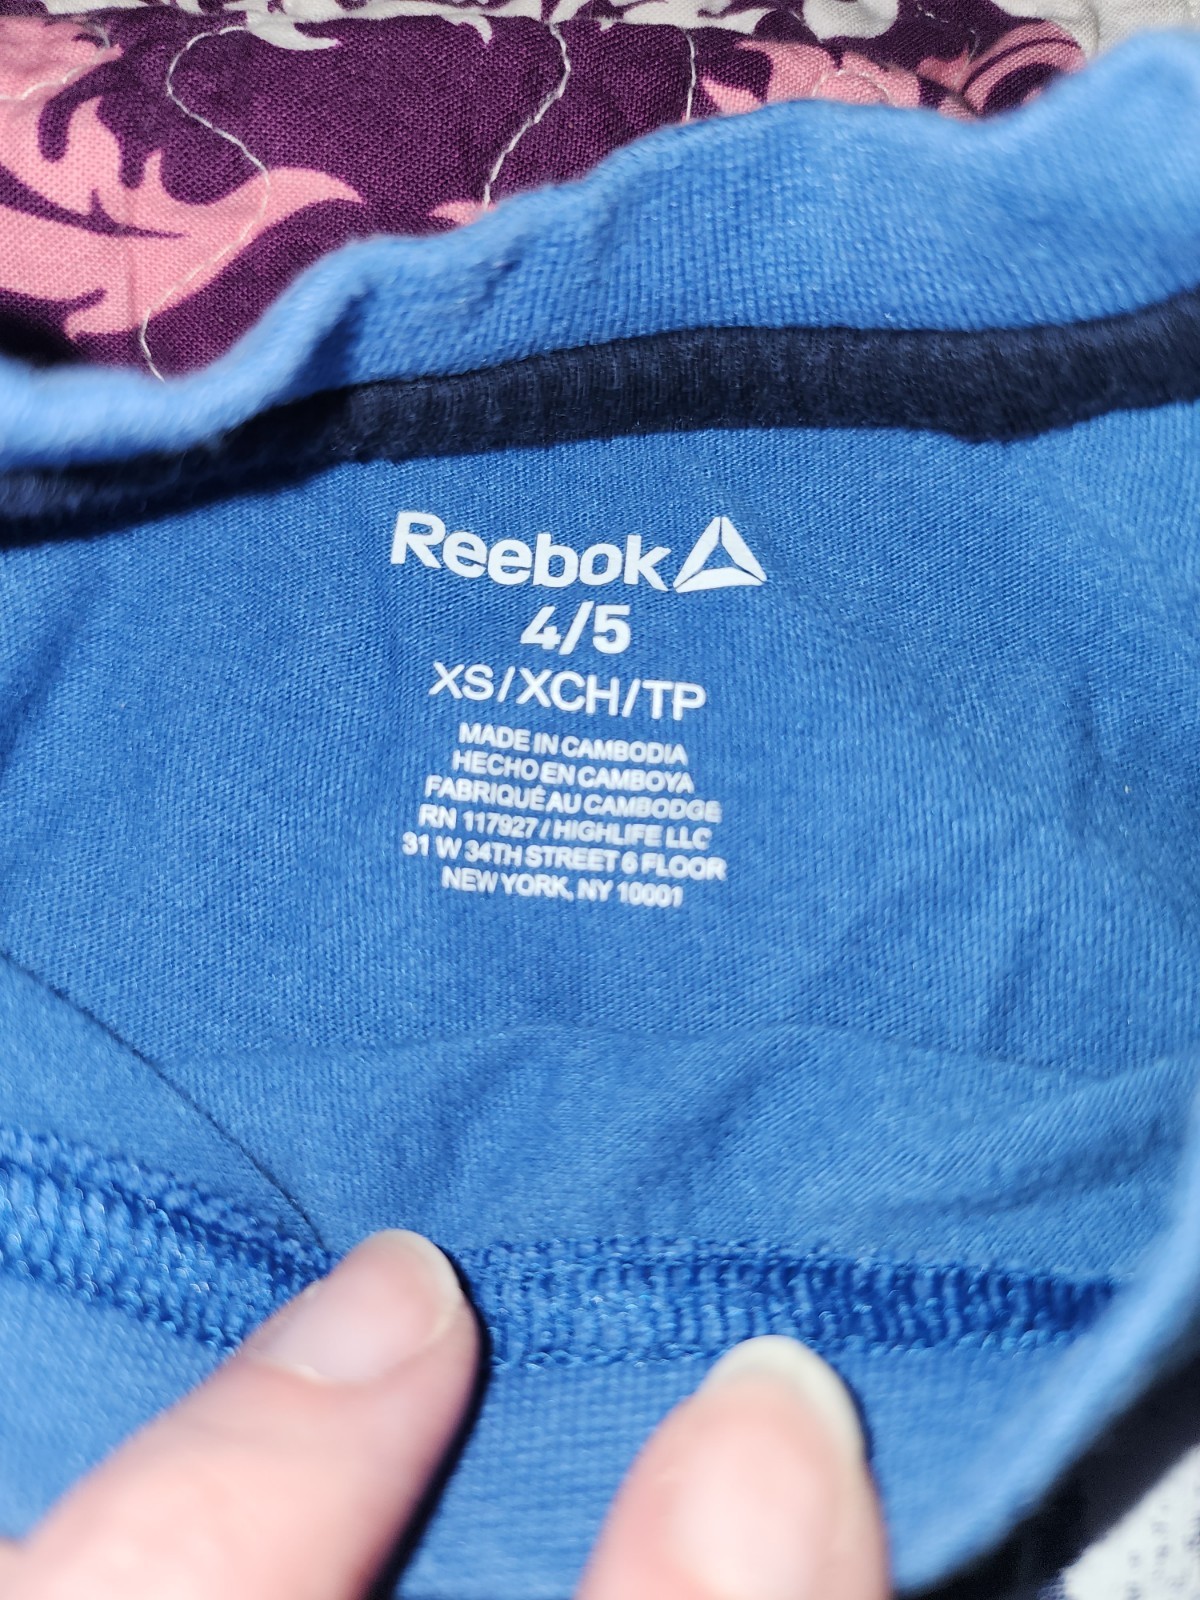 Reebok
4/5
XS/XCH/TP
MADE IN CAMBODIA
HECHO EN CAMBOYA
FABRIQUÉ AU CAMBODGE
RN 117927 / HIGHLIFE LLC
31 W 34TH STREET 6 FLOOR
NEW YORK, NY 10001